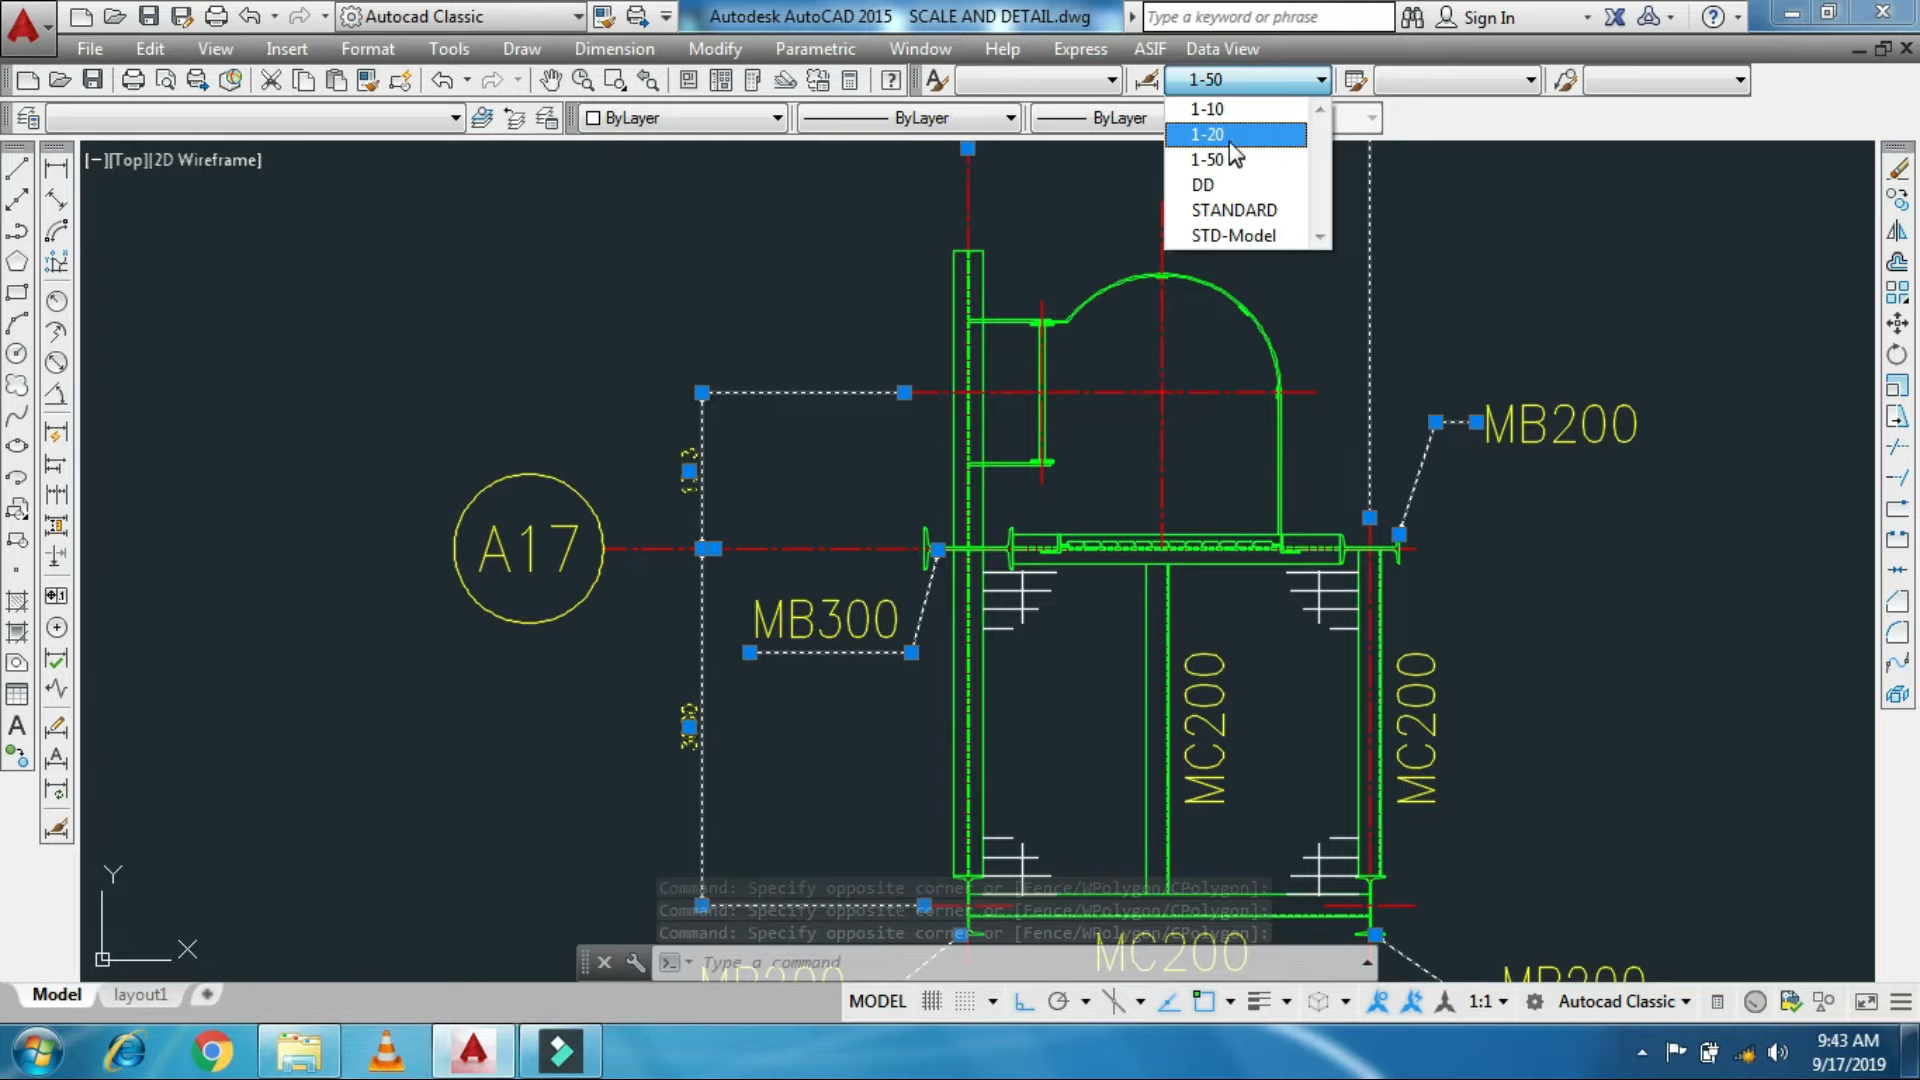 Autocad Classic
Autodesk AutoCAD 2015 SCALE AND DETAIL.dwg
Type a keyword or phrase
Sign In
File Edit View Insert Format Tools Draw Dimension Modify Parametric Window Help Express ASIF Data View
1-50
ByLayer ByLayer ByLayer
1-10
1-20
1-50
DD
STANDARD
STD-Model
[−][Top][2D Wireframe]
MB200
A17
MB300
MC200
MC200
Y
X
Command: Specify opposite corner or [Fence/WPolygon/CPolygon]:
Command: Specify opposite corner or [Fence/WPolygon/CPolygon]:
Command: Specify opposite corner or [Fence/WPolygon/CPolygon]:
MC200
Type a command
Model layout1
MODEL 1:1 Autocad Classic
9:43 AM
9/17/2019